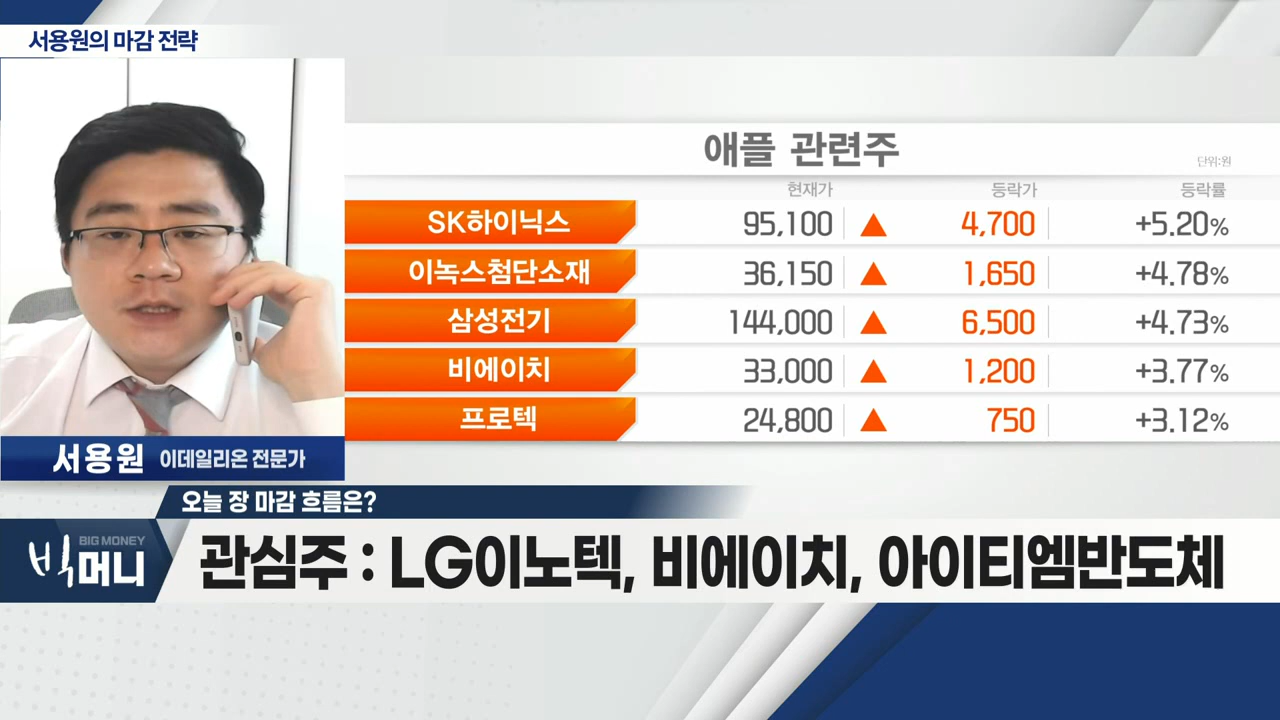 서용원의 마감 전략
애플 관련주
단위:원
현재가 등락가 등락률
SK하이닉스 95,100 ▲ 4,700 +5.20%
이녹스첨단소재 36,150 ▲ 1,650 +4.78%
삼성전기 144,000 ▲ 6,500 +4.73%
비에이치 33,000 ▲ 1,200 +3.77%
프로텍 24,800 ▲ 750 +3.12%
서용원 이데일리온 전문가
오늘 장 마감 흐름은?
BIG MONEY
빅머니
관심주 : LG이노텍, 비에이치, 아이티엠반도체